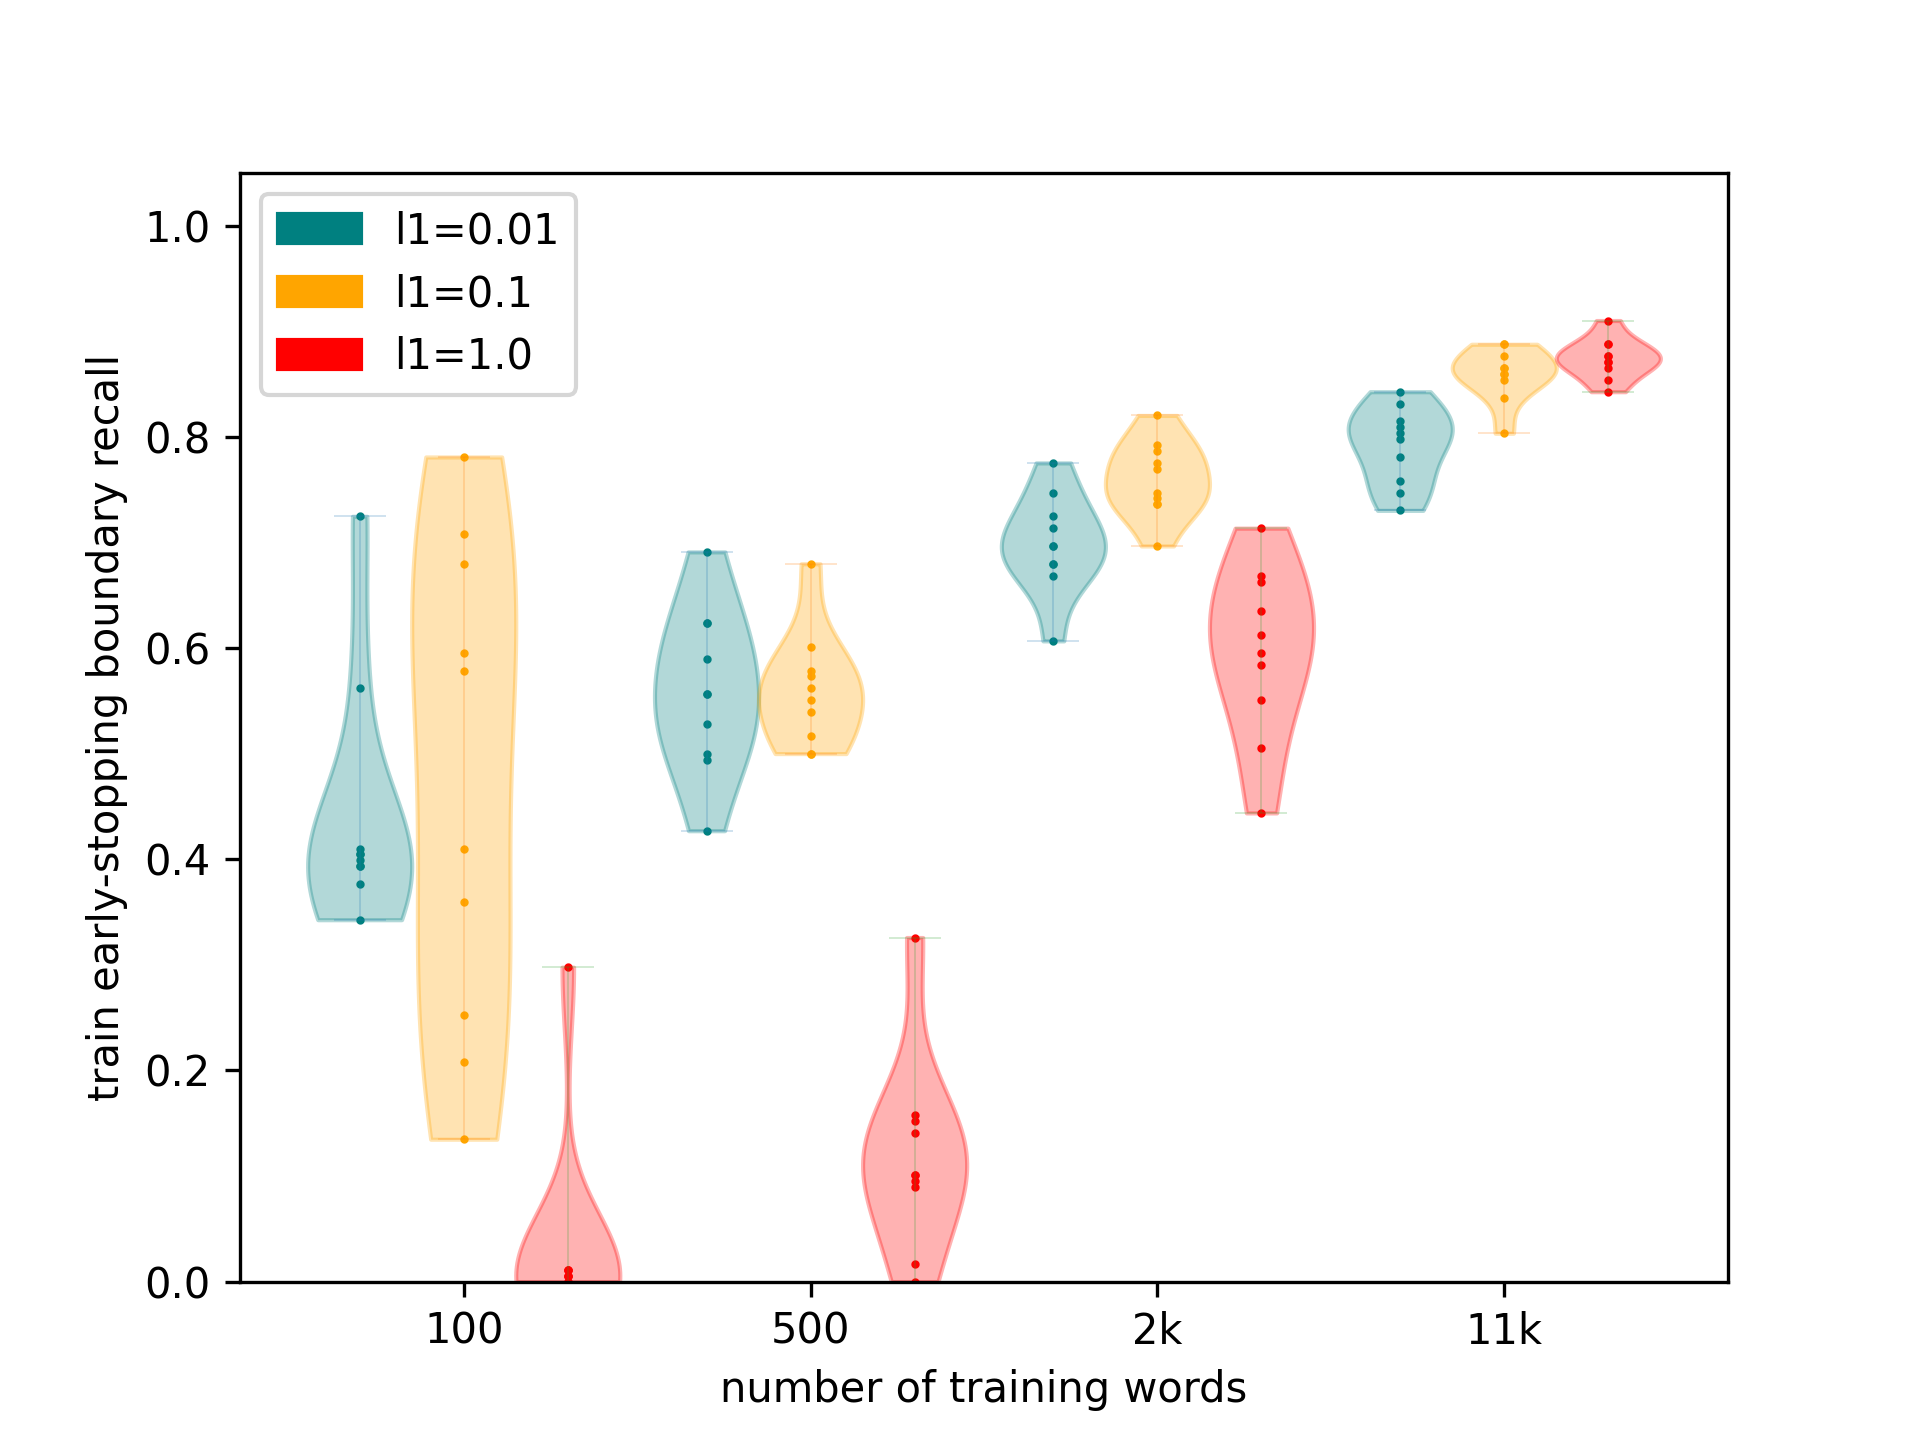 l1=0.01
l1=0.1
l1=1.0
1.0
0.8
0.6
0.4
0.2
0.0
train early-stopping boundary recall
100 500 2k 11k
number of training words